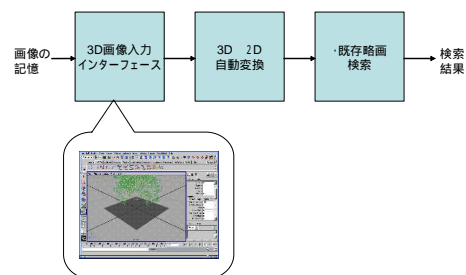 画像の
記憶
3D画像入力
インターフェース
3D 2D
自動変換
・既存略画
検索
検索
結果